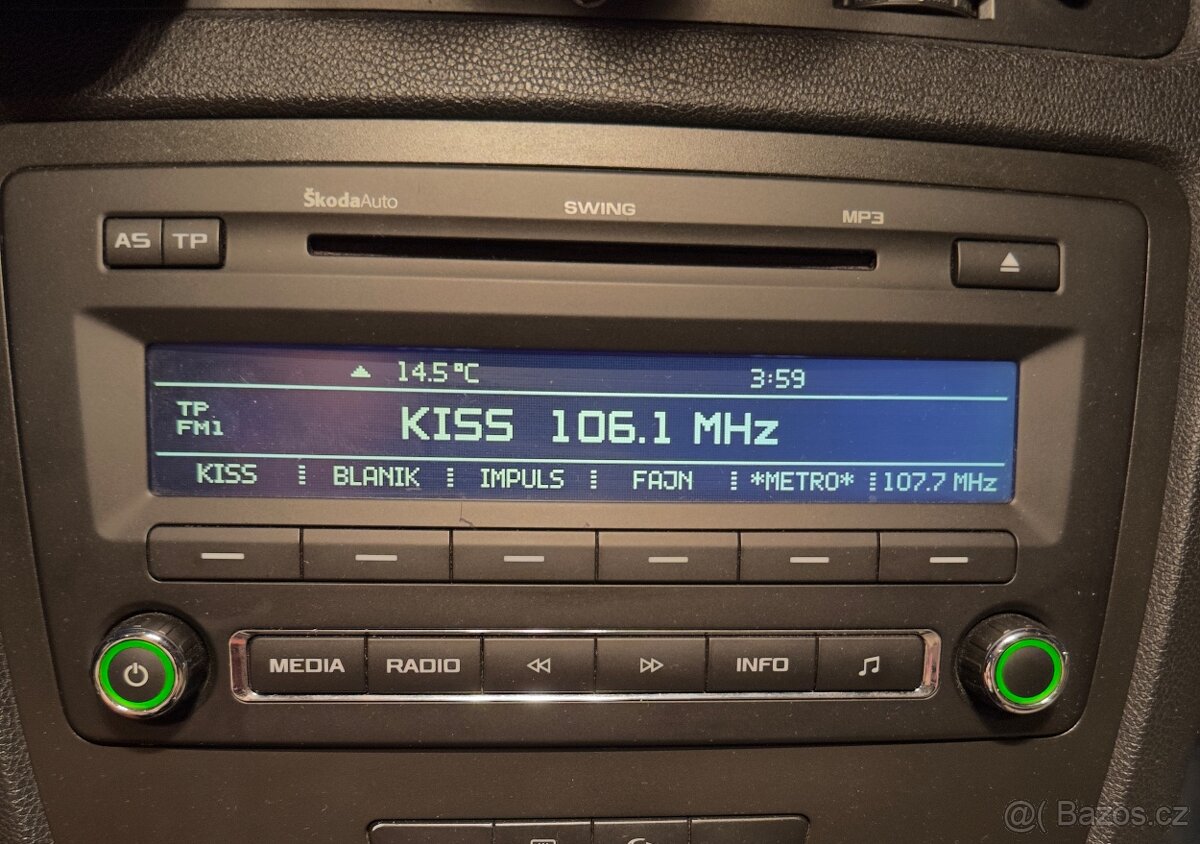 ŠkodaAuto SWING MP3
AS TP
14.5°C 3:59
TP
FM1
KISS 106.1 MHz
KISS BLANIK IMPULS FAJN *METRO* 107.7 MHz
MEDIA RADIO INFO
@( Bazos.cz